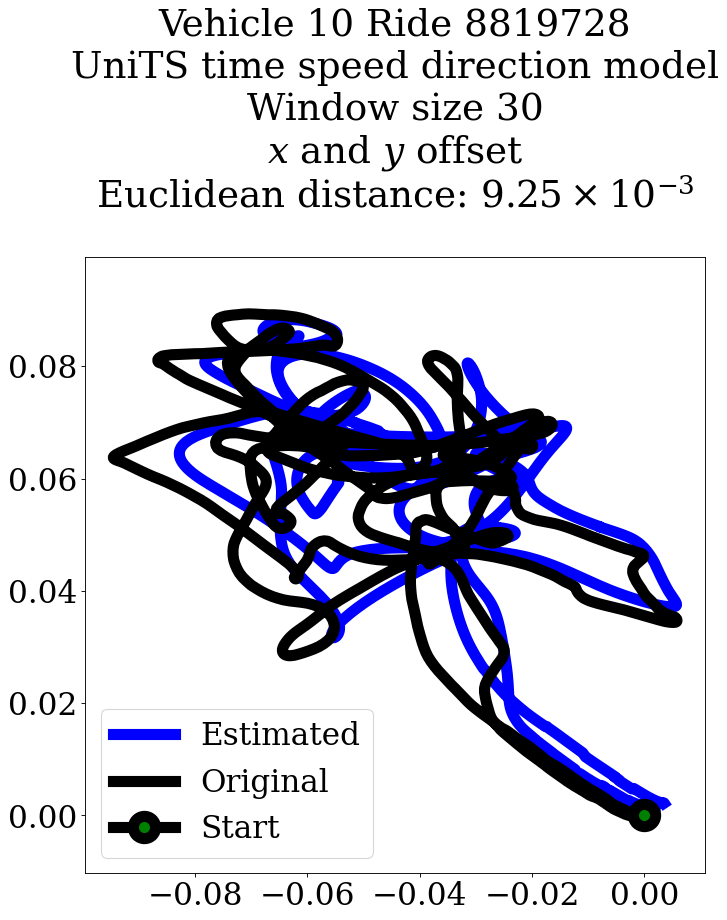 Vehicle 10 Ride 8819728
UniTS time speed direction model
Window size 30
x and y offset
Euclidean distance: 9.25 × 10⁻³
0.08
0.06
0.04
0.02
0.00
Estimated
Original
Start
−0.08 −0.06 −0.04 −0.02 0.00